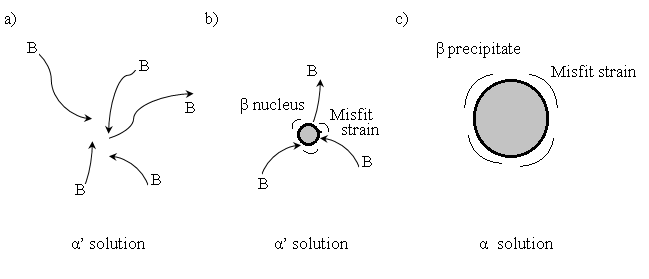 a)
B
B
B
B
B
α’ solution
b)
B
β nucleus
Misfit
strain
B
B
α’ solution
c)
β precipitate
Misfit strain
α solution